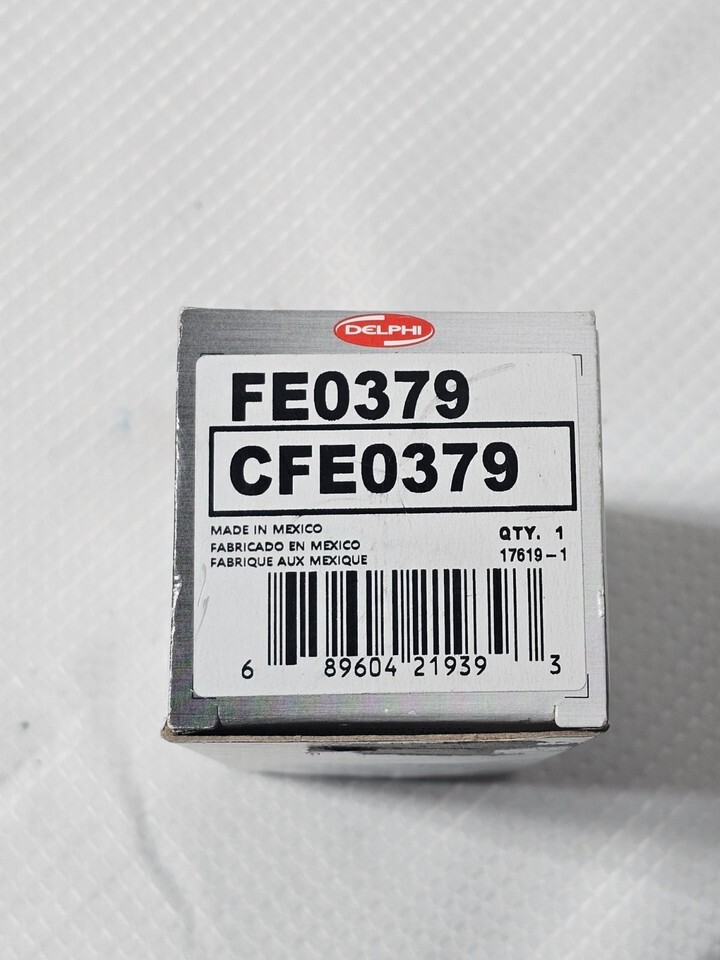 DELPHI
FE0379
CFE0379
MADE IN MEXICO
FABRICADO EN MEXICO
FABRIQUE AUX MEXIQUE
QTY. 1
17619-1
6 89604 21939 3